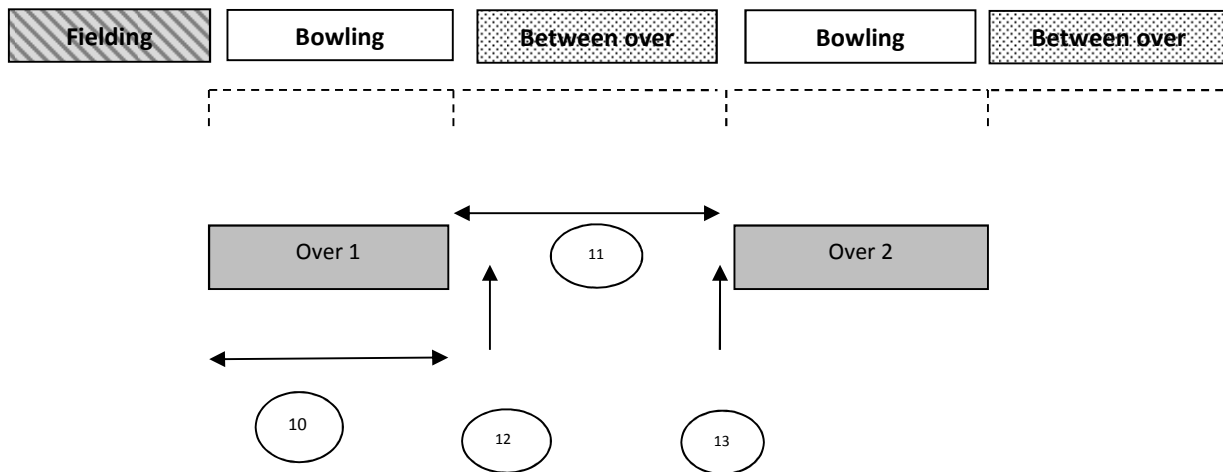 Fielding Bowling Between over Bowling Between over
Over 1 11 Over 2
10 12 13